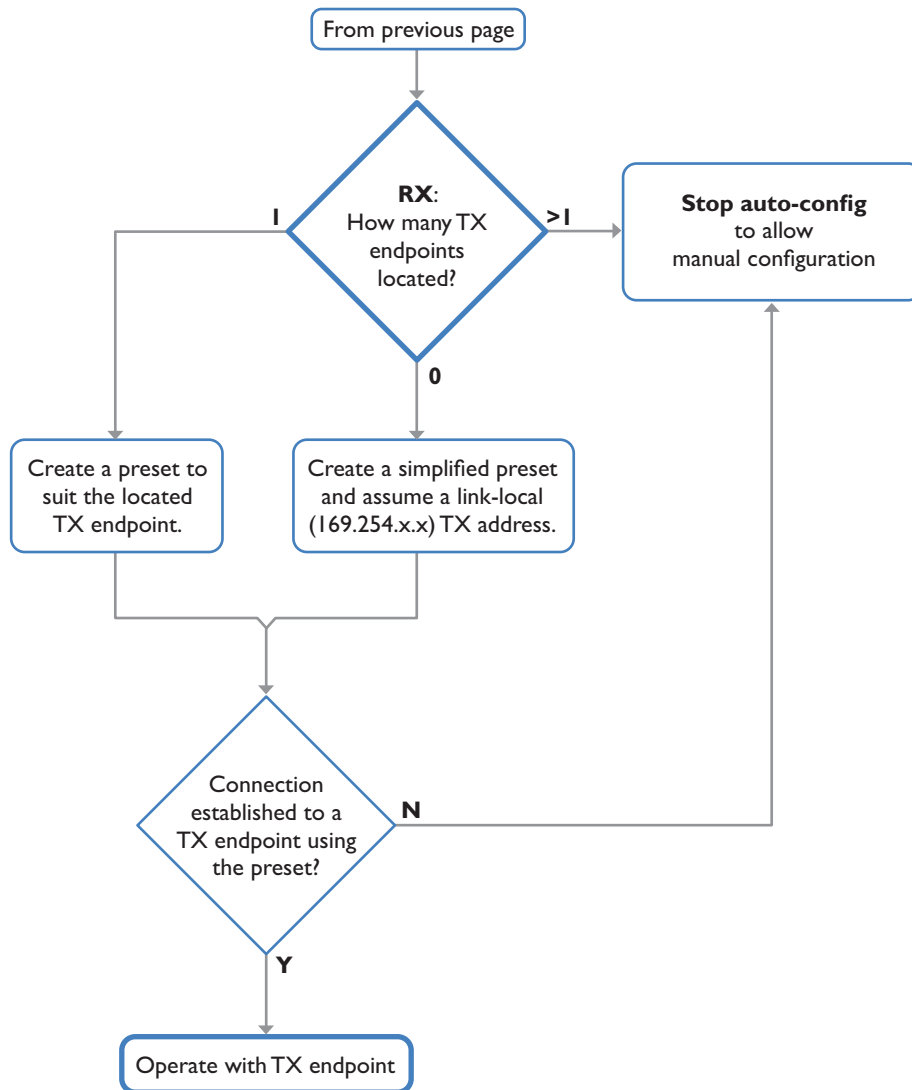 From previous page
RX:
How many TX
endpoints
located?
1
>1
Stop auto-config
to allow
manual configuration
0
Create a preset to
suit the located
TX endpoint.
Create a simplified preset
and assume a link-local
(169.254.x.x) TX address.
Connection
established to a
TX endpoint using
the preset?
N
Y
Operate with TX endpoint